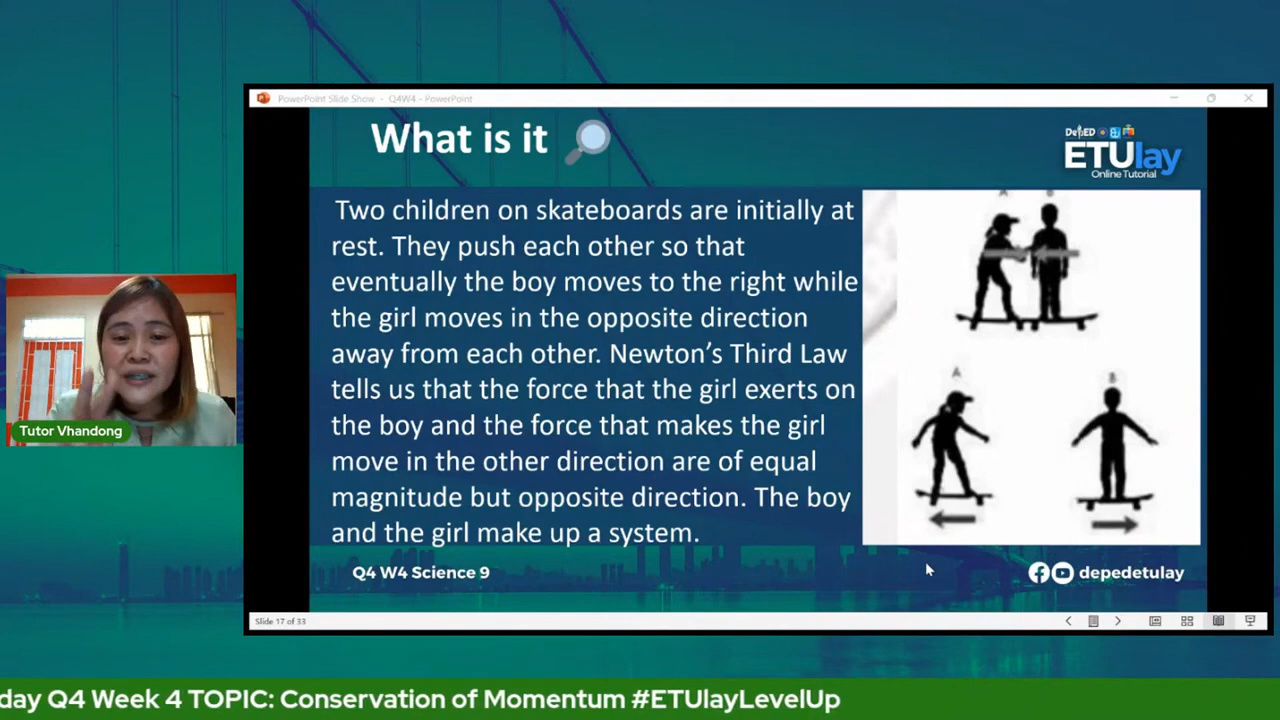 PowerPoint Slide Show - Q4W4 - PowerPoint
What is it
DepED
ETUlay
Online Tutorial
Two children on skateboards are initially at
rest. They push each other so that
eventually the boy moves to the right while
the girl moves in the opposite direction
away from each other. Newton’s Third Law
tells us that the force that the girl exerts on
the boy and the force that makes the girl
move in the other direction are of equal
magnitude but opposite direction. The boy
and the girl make up a system.
A
B
Tutor Vhandong
Q4 W4 Science 9
depedetulay
Slide 17 of 33
day Q4 Week 4 TOPIC: Conservation of Momentum #ETUlayLevelUp